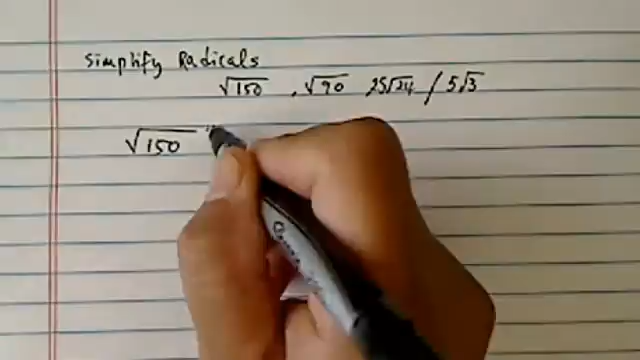 Simplify Radicals
√150 , √90 25√24 / 5√3
√150